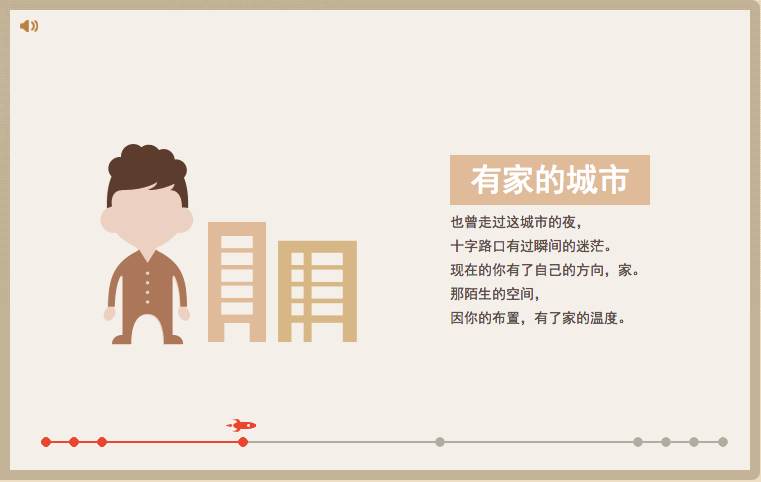 有家的城市
也曾走过这城市的夜，
十字路口有过瞬间的迷茫。
现在的你有了自己的方向，家。
那陌生的空间，
因你的布置，有了家的温度。